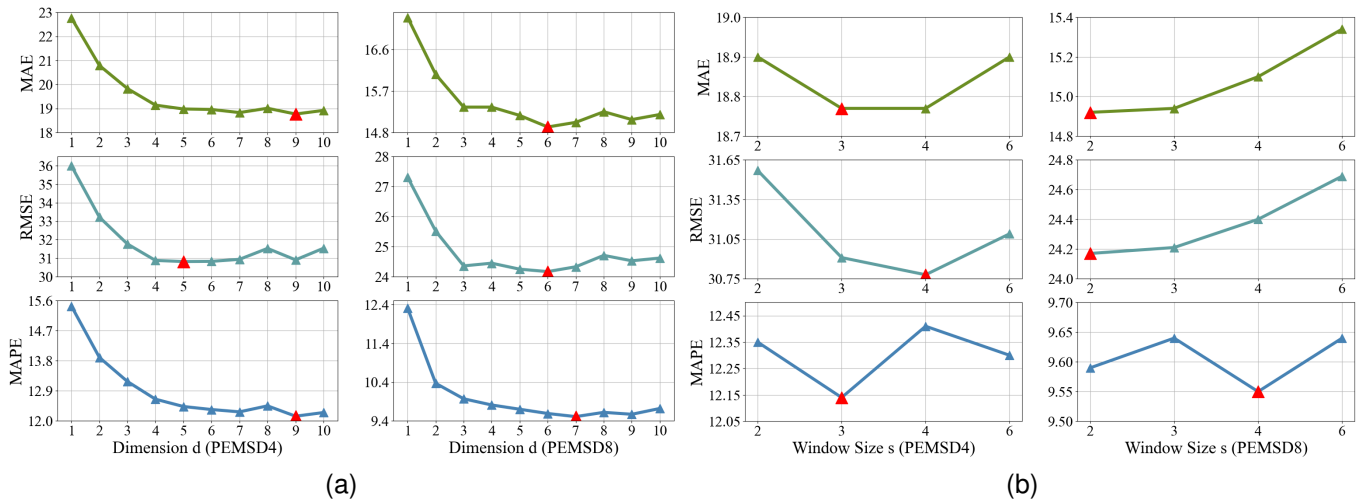 MAE
23
22
21
20
19
18
1 2 3 4 5 6 7 8 9 10
16.6
15.7
14.8
1 2 3 4 5 6 7 8 9 10
MAE
19.0
18.9
18.8
18.7
2 3 4 6
15.4
15.2
15.0
14.8
2 3 4 6
RMSE
36
35
34
33
32
31
30
1 2 3 4 5 6 7 8 9 10
28
27
26
25
24
1 2 3 4 5 6 7 8 9 10
RMSE
31.65
31.35
31.05
30.75
2 3 4 6
24.8
24.6
24.4
24.2
24.0
2 3 4 6
MAPE
15.6
14.7
13.8
12.9
12.0
1 2 3 4 5 6 7 8 9 10
Dimension d (PEMSD4)
12.4
11.4
10.4
9.4
1 2 3 4 5 6 7 8 9 10
Dimension d (PEMSD8)
MAPE
12.45
12.35
12.25
12.15
12.05
2 3 4 6
Window Size s (PEMSD4)
9.70
9.65
9.60
9.55
9.50
2 3 4 6
Window Size s (PEMSD8)
(a)
(b)